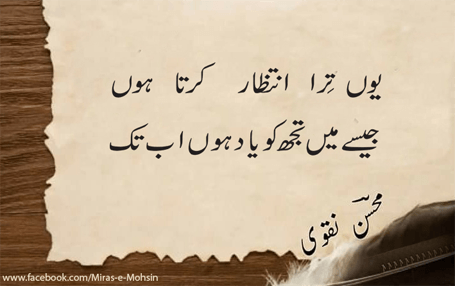 یوں تِرا انتظار کرتا ہوں
جیسے میں تجھ کو یاد ہوں اب تک
محسنؔ نقوی
www.facebook.com/Miras-e-Mohsin